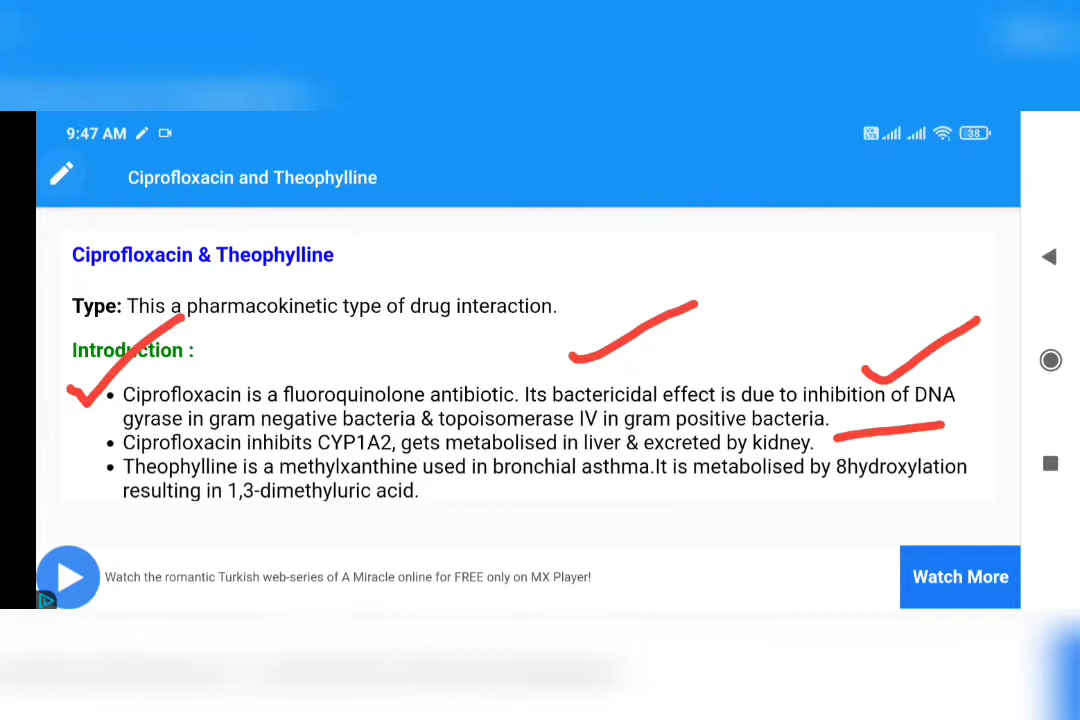 9:47 AM
38
Ciprofloxacin and Theophylline
Ciprofloxacin & Theophylline
Type: This a pharmacokinetic type of drug interaction.
Introduction :
• Ciprofloxacin is a fluoroquinolone antibiotic. Its bactericidal effect is due to inhibition of DNA
gyrase in gram negative bacteria & topoisomerase IV in gram positive bacteria.
• Ciprofloxacin inhibits CYP1A2, gets metabolised in liver & excreted by kidney.
• Theophylline is a methylxanthine used in bronchial asthma.It is metabolised by 8hydroxylation
resulting in 1,3-dimethyluric acid.
Watch the romantic Turkish web-series of A Miracle online for FREE only on MX Player!
Watch More